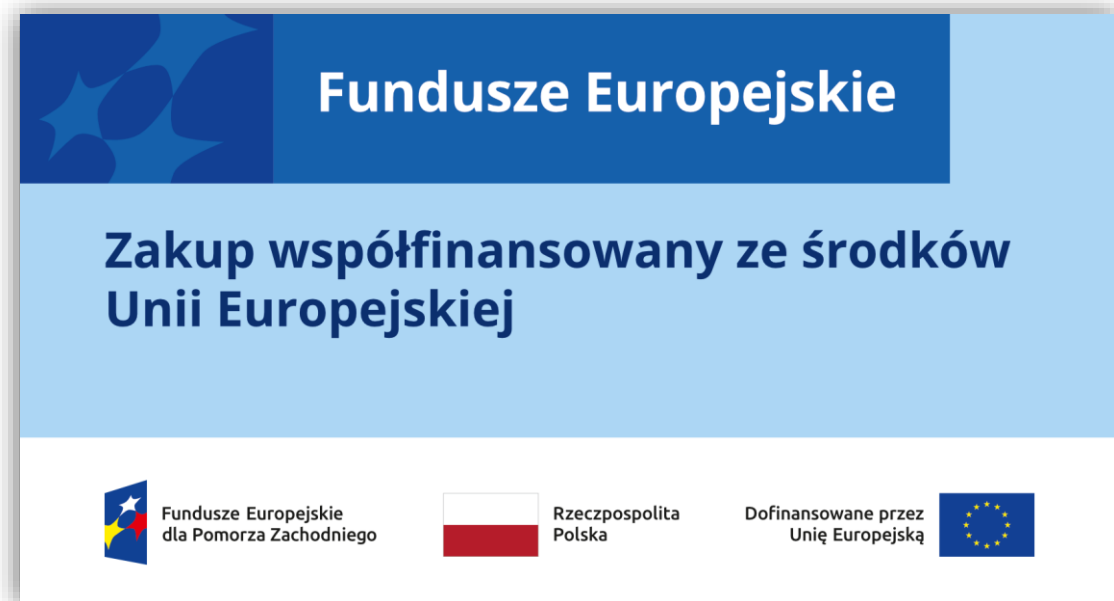 Fundusze Europejskie
Zakup współfinansowany ze środków
Unii Europejskiej
Fundusze Europejskie
dla Pomorza Zachodniego
Rzeczpospolita
Polska
Dofinansowane przez
Unię Europejską